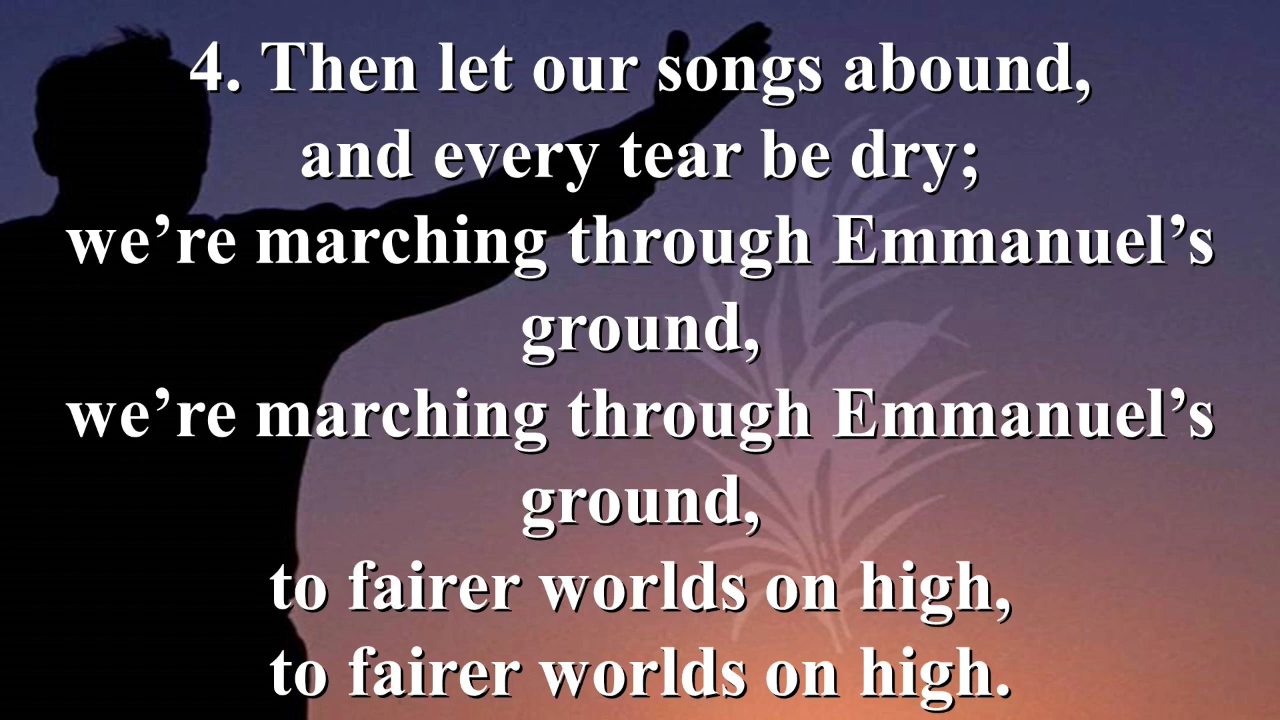 4. Then let our songs abound,
and every tear be dry;
we’re marching through Emmanuel’s
ground,
we’re marching through Emmanuel’s
ground,
to fairer worlds on high,
to fairer worlds on high.